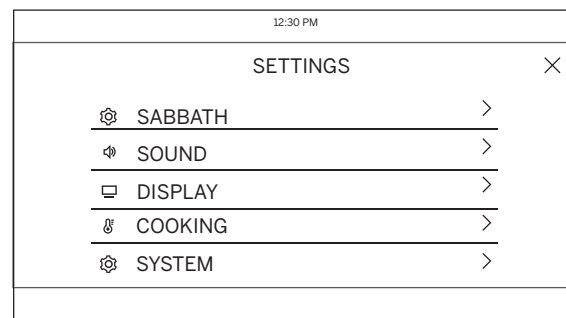 12:30 PM
SETTINGS
SABBATH
SOUND
DISPLAY
COOKING
SYSTEM